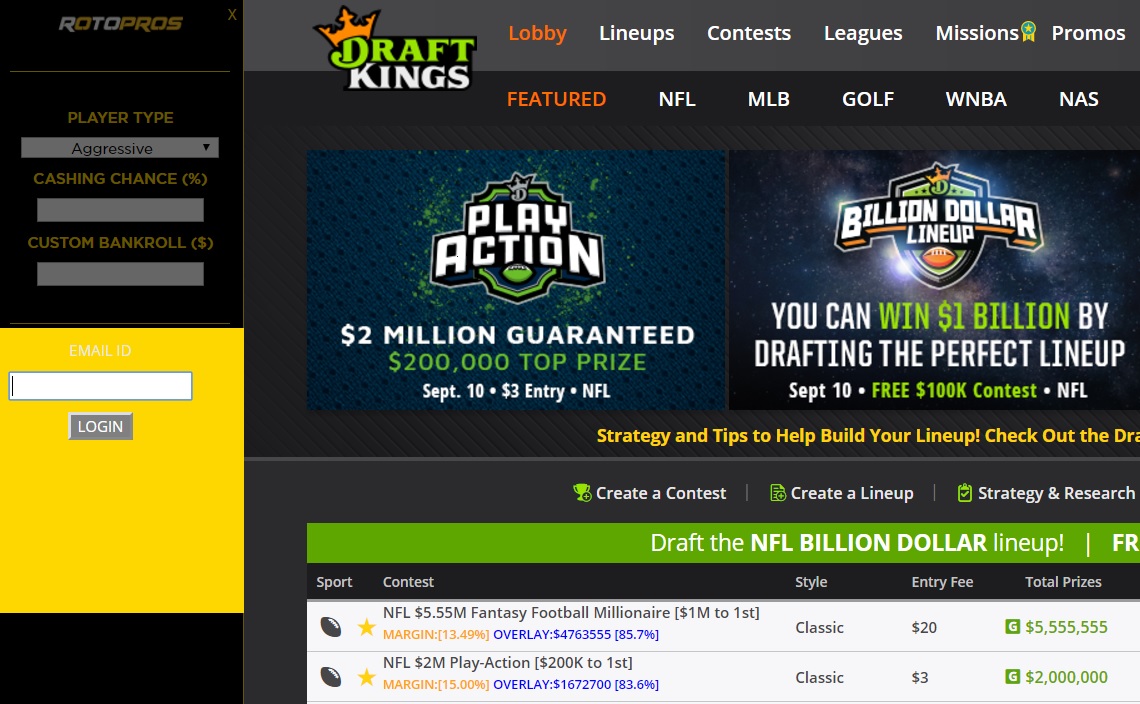 ROTOPROS
X
PLAYER TYPE
Aggressive
CASHING CHANCE (%)
CUSTOM BANKROLL ($)
EMAIL ID
LOGIN
DRAFT
KINGS
Lobby Lineups Contests Leagues Missions Promos
FEATURED NFL MLB GOLF WNBA NAS
PLAY
ACTION
$2 MILLION GUARANTEED
$200,000 TOP PRIZE
Sept. 10 • $3 Entry • NFL
BILLION DOLLAR
LINEUP
YOU CAN WIN $1 BILLION BY
DRAFTING THE PERFECT LINEUP
Sept 10 • FREE $100K Contest • NFL
Strategy and Tips to Help Build Your Lineup! Check Out the Dra
Create a Contest | Create a Lineup | Strategy & Research
Draft the NFL BILLION DOLLAR lineup! | FR
Sport Contest Style Entry Fee Total Prizes
NFL $5.55M Fantasy Football Millionaire [$1M to 1st]
MARGIN:[13.49%] OVERLAY:$4763555 [85.7%]
Classic $20 G $5,555,555
NFL $2M Play-Action [$200K to 1st]
MARGIN:[15.00%] OVERLAY:$1672700 [83.6%]
Classic $3 G $2,000,000